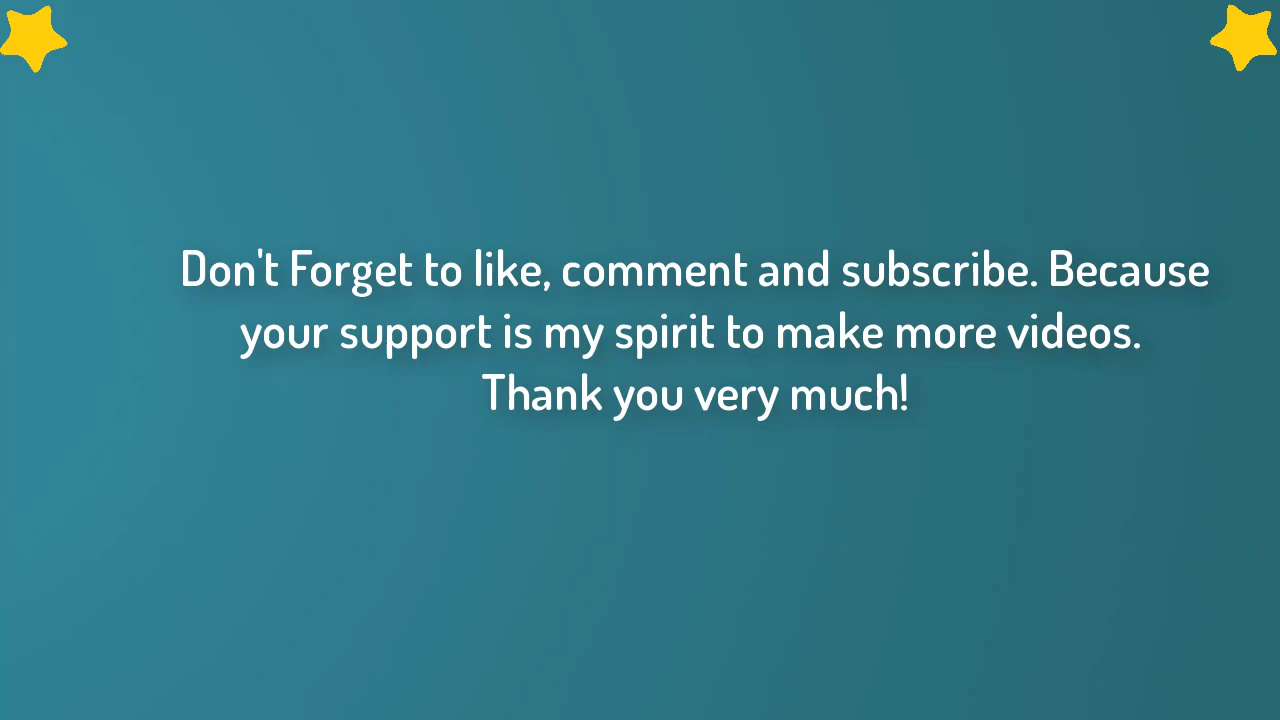 Don't Forget to like, comment and subscribe. Because
your support is my spirit to make more videos.
Thank you very much!